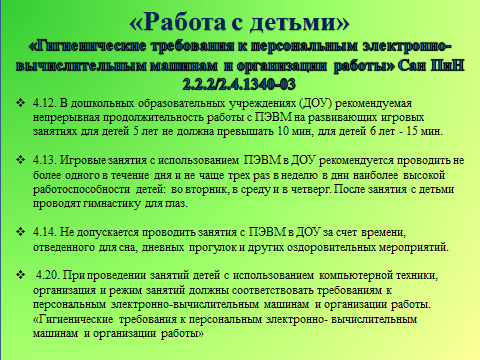 «Работа с детьми»
«Гигиенические требования к персональным электронно-
вычислительным машинам и организации работы» Сан ПиН
2.2.2/2.4.1340-03
❖ 4.12. В дошкольных образовательных учреждениях (ДОУ) рекомендуемая
непрерывная продолжительность работы с ПЭВМ на развивающих игровых
занятиях для детей 5 лет не должна превышать 10 мин, для детей 6 лет - 15 мин.
❖ 4.13. Игровые занятия с использованием ПЭВМ в ДОУ рекомендуется проводить не
более одного в течение дня и не чаще трех раз в неделю в дни наиболее высокой
работоспособности детей: во вторник, в среду и в четверг. После занятия с детьми
проводят гимнастику для глаз.
❖ 4.14. Не допускается проводить занятия с ПЭВМ в ДОУ за счет времени,
отведенного для сна, дневных прогулок и других оздоровительных мероприятий.
❖ 4.20. При проведении занятий детей с использованием компьютерной техники,
организация и режим занятий должны соответствовать требованиям к
персональным электронно-вычислительным машинам и организации работы.
«Гигиенические требования к персональным электронно- вычислительным
машинам и организации работы»